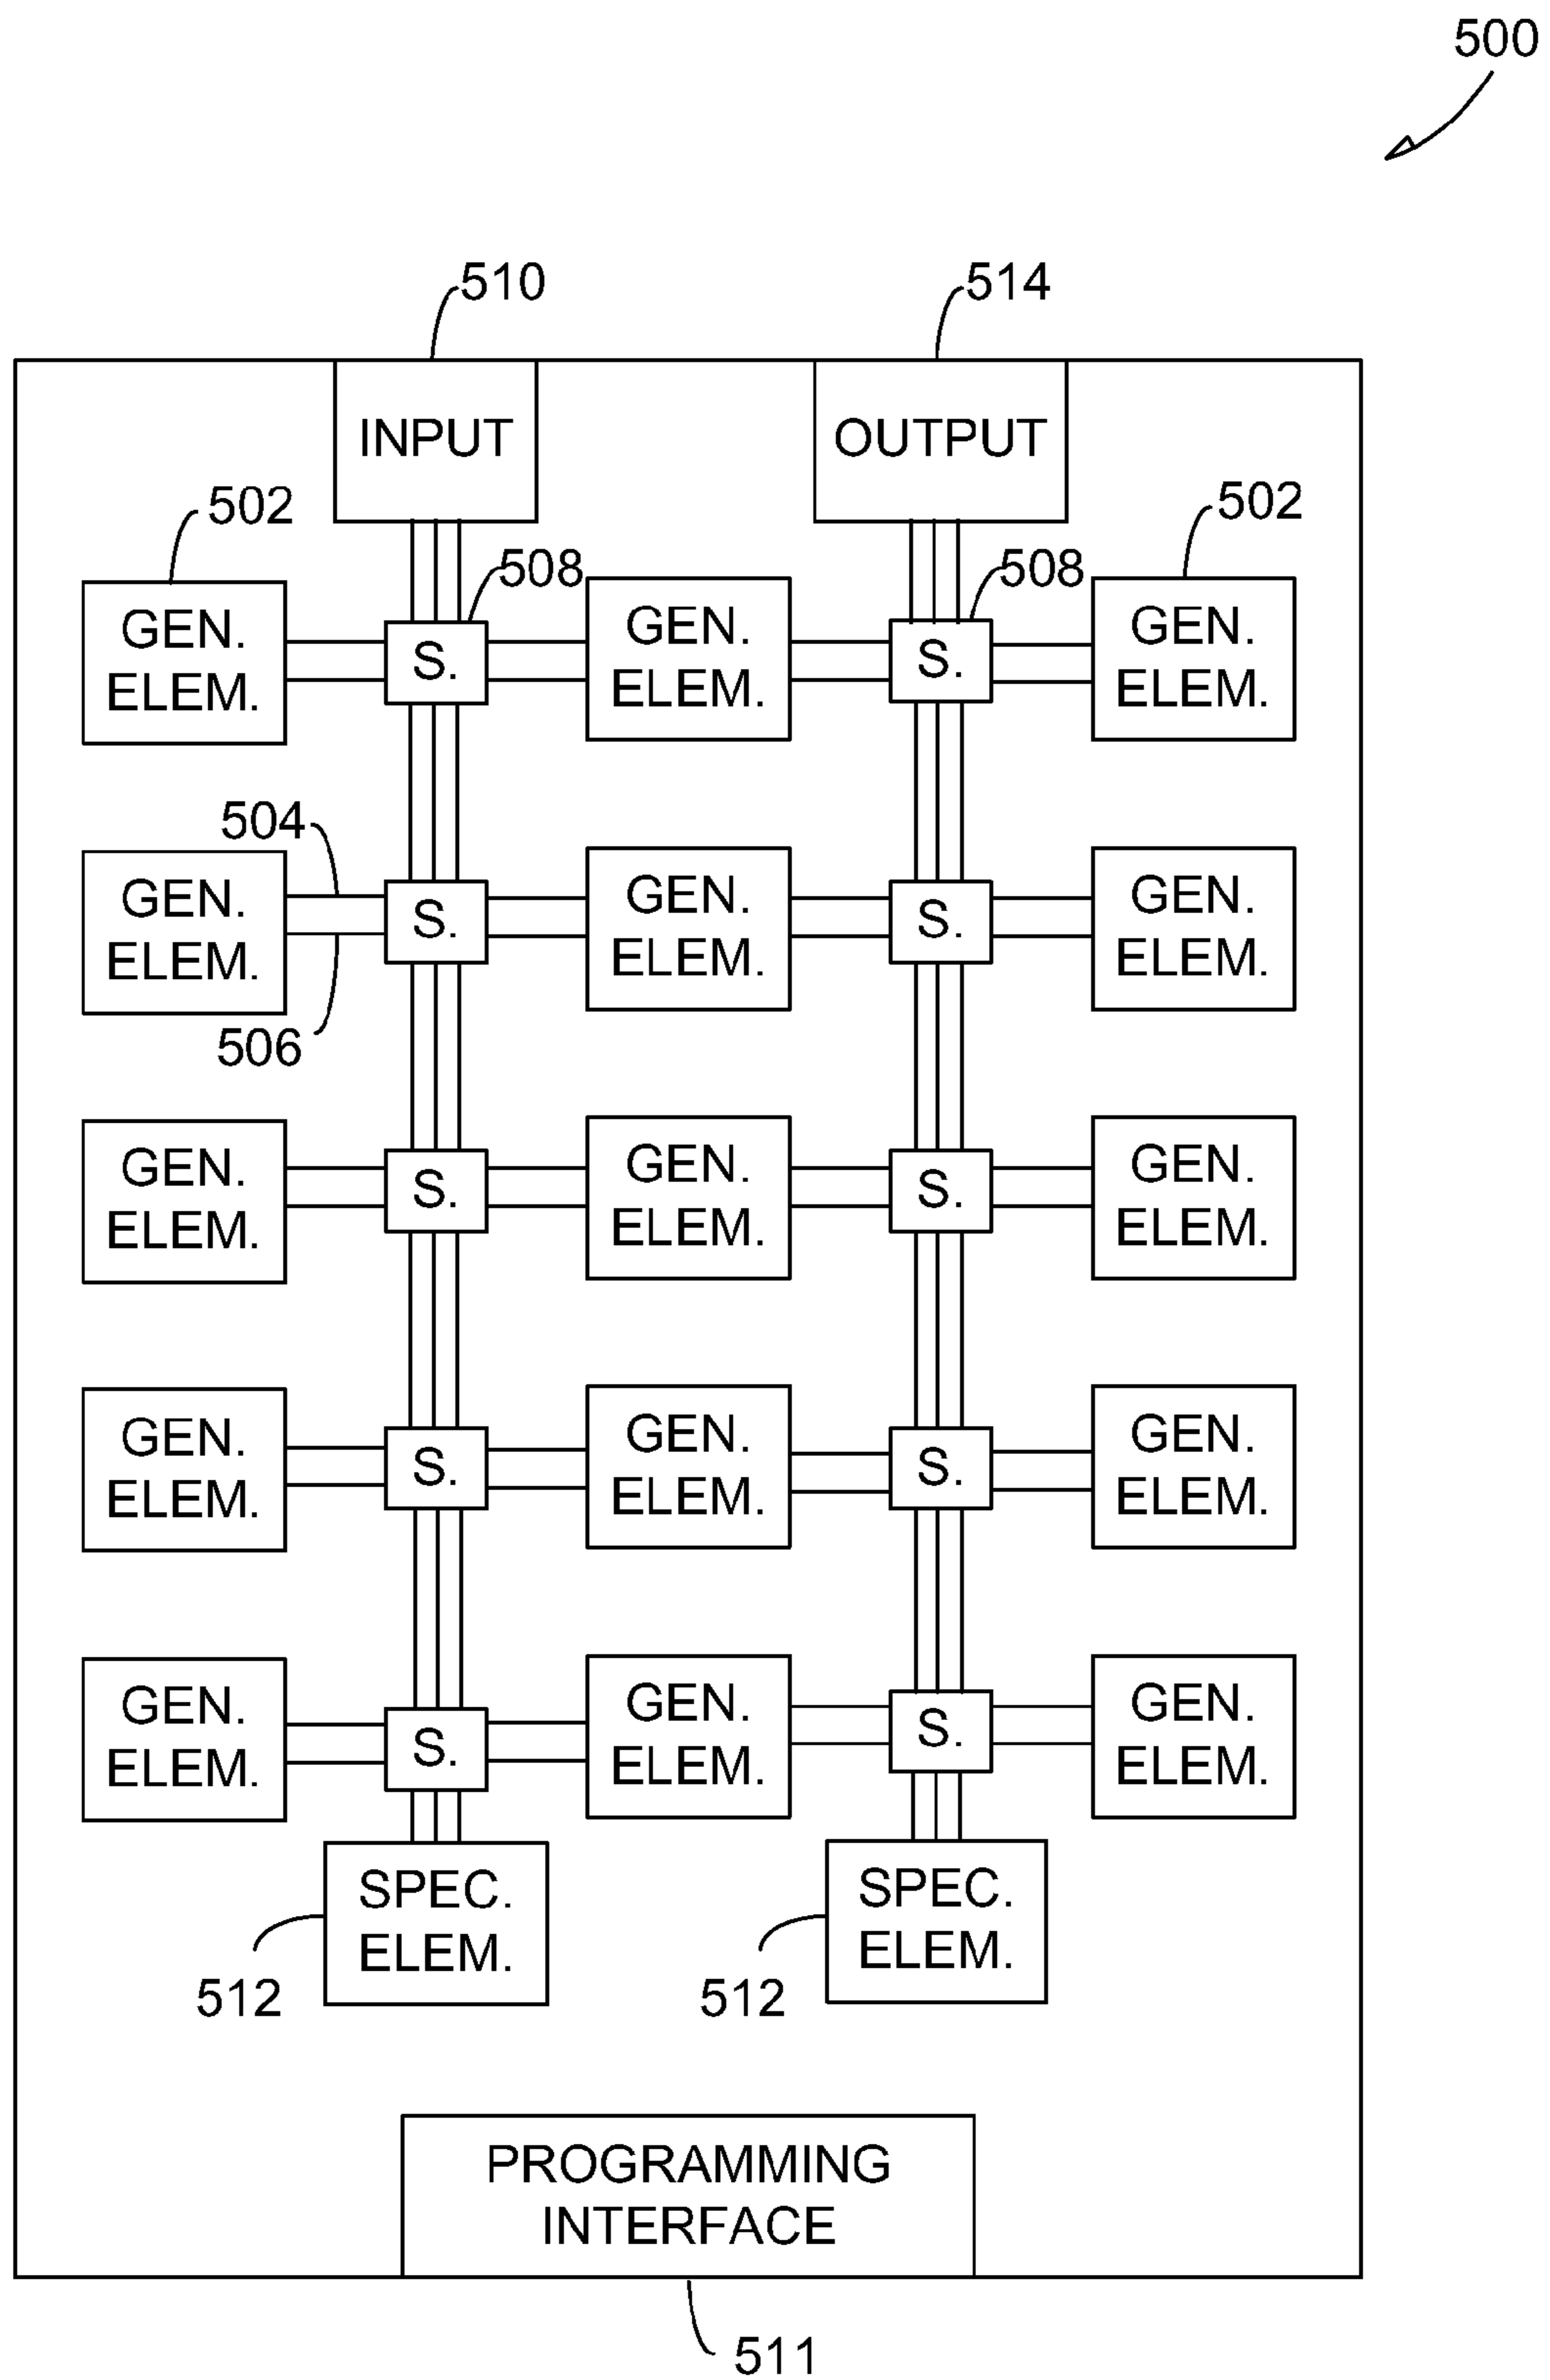 500
510
514
INPUT
OUTPUT
502
502
508
508
GEN.
ELEM.
S.
GEN.
ELEM.
S.
GEN.
ELEM.
504
GEN.
ELEM.
S.
GEN.
ELEM.
S.
GEN.
ELEM.
506
GEN.
ELEM.
S.
GEN.
ELEM.
S.
GEN.
ELEM.
GEN.
ELEM.
S.
GEN.
ELEM.
S.
GEN.
ELEM.
GEN.
ELEM.
S.
GEN.
ELEM.
S.
GEN.
ELEM.
SPEC.
ELEM.
SPEC.
ELEM.
512
512
PROGRAMMING
INTERFACE
511